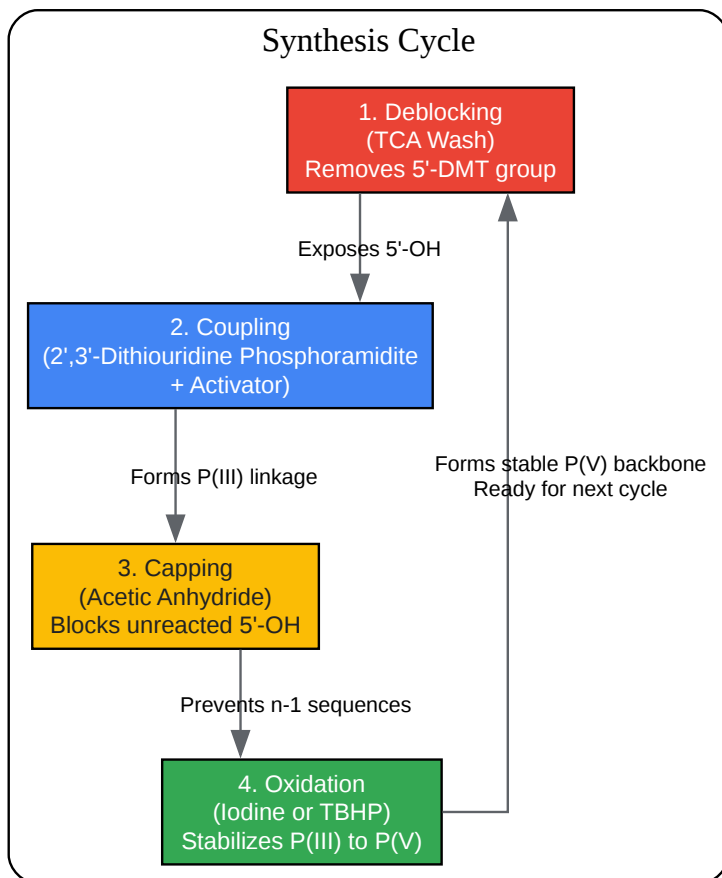 Synthesis Cycle
1. Deblocking
(TCA Wash)
Removes 5'-DMT group
Exposes 5'-OH
2. Coupling
(2',3'-Dithiouridine Phosphoramidite
+ Activator)
Forms P(III) linkage
Forms stable P(V) backbone
Ready for next cycle
3. Capping
(Acetic Anhydride)
Blocks unreacted 5'-OH
Prevents n-1 sequences
4. Oxidation
(Iodine or TBHP)
Stabilizes P(III) to P(V)